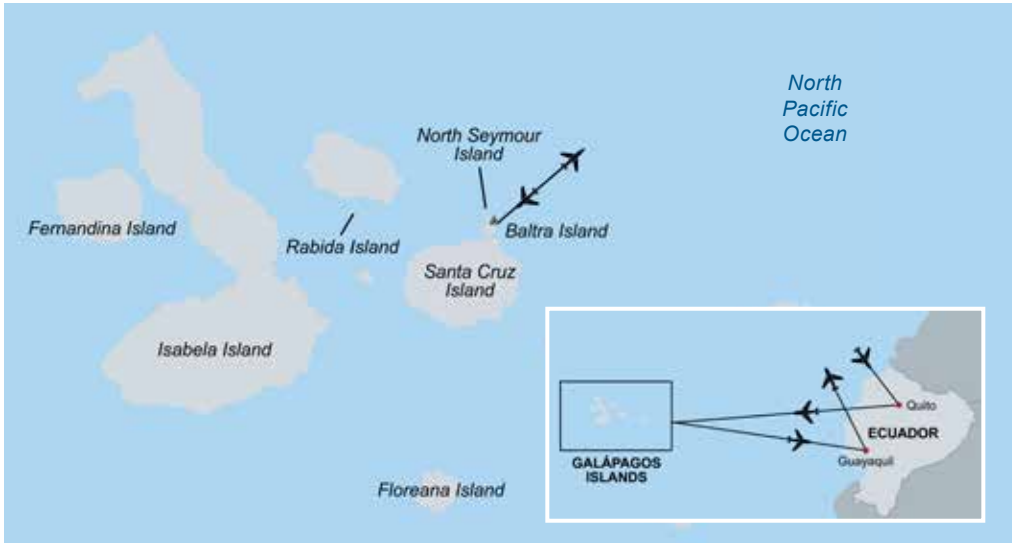 North
Pacific
Ocean
North Seymour
Island
Fernandina Island
Rabida Island
Baltra Island
Santa Cruz
Island
Isabela Island
Floreana Island
Quito
ECUADOR
Guayaquil
GALÁPAGOS
ISLANDS